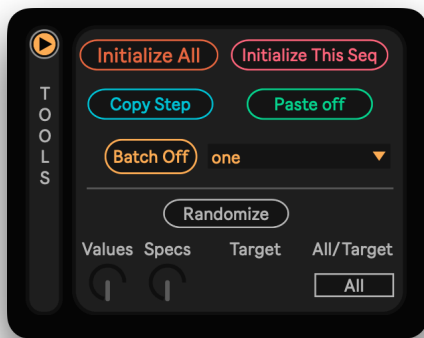 TOOLS
Initialize All Initialize This Seq
Copy Step Paste off
Batch Off one
Randomize
Values Specs Target All/Target
All